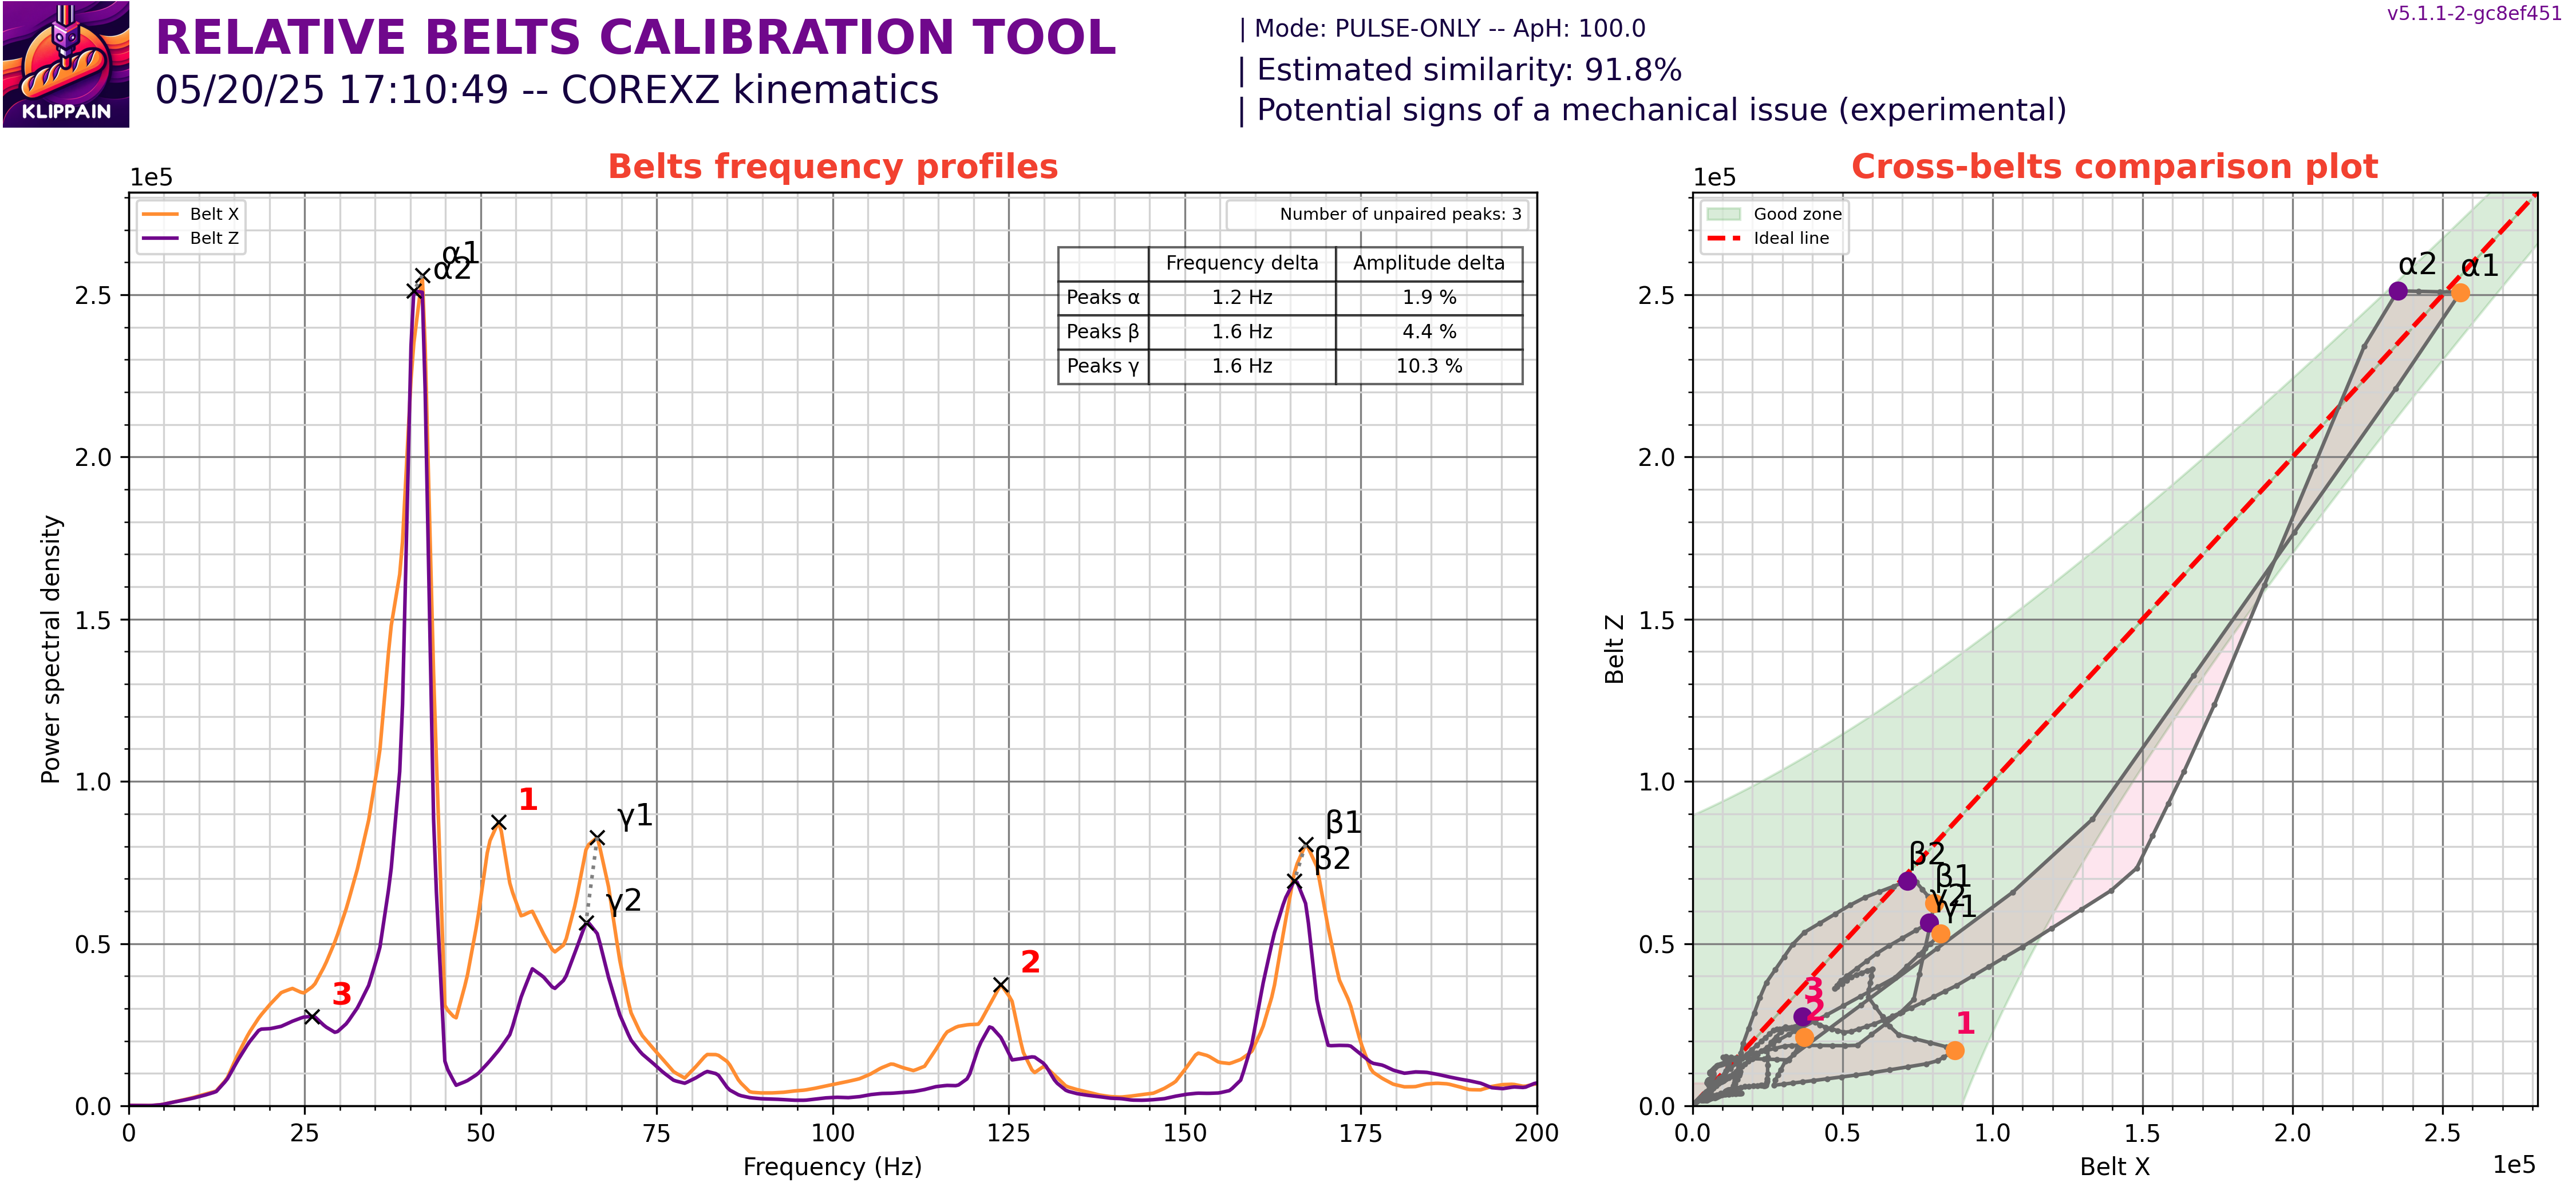 KLIPPAIN
RELATIVE BELTS CALIBRATION TOOL
05/20/25 17:10:49 -- COREXZ kinematics
| Mode: PULSE-ONLY -- ApH: 100.0
| Estimated similarity: 91.8%
| Potential signs of a mechanical issue (experimental)
v5.1.1-2-gc8ef451
Belts frequency profiles
1e5
Belt X
Belt Z
Number of unpaired peaks: 3
Frequency delta Amplitude delta
Peaks α 1.2 Hz 1.9 %
Peaks β 1.6 Hz 4.4 %
Peaks γ 1.6 Hz 10.3 %
α1
α2
1
γ1
γ2
β1
β2
2
3
Power spectral density
2.5
2.0
1.5
1.0
0.5
0.0
0 25 50 75 100 125 150 175 200
Frequency (Hz)
Cross-belts comparison plot
1e5
Good zone
Ideal line
α2
α1
β2
β1
γ2
γ1
3
2
1
Belt Z
2.5
2.0
1.5
1.0
0.5
0.0
0.0 0.5 1.0 1.5 2.0 2.5
Belt X
1e5